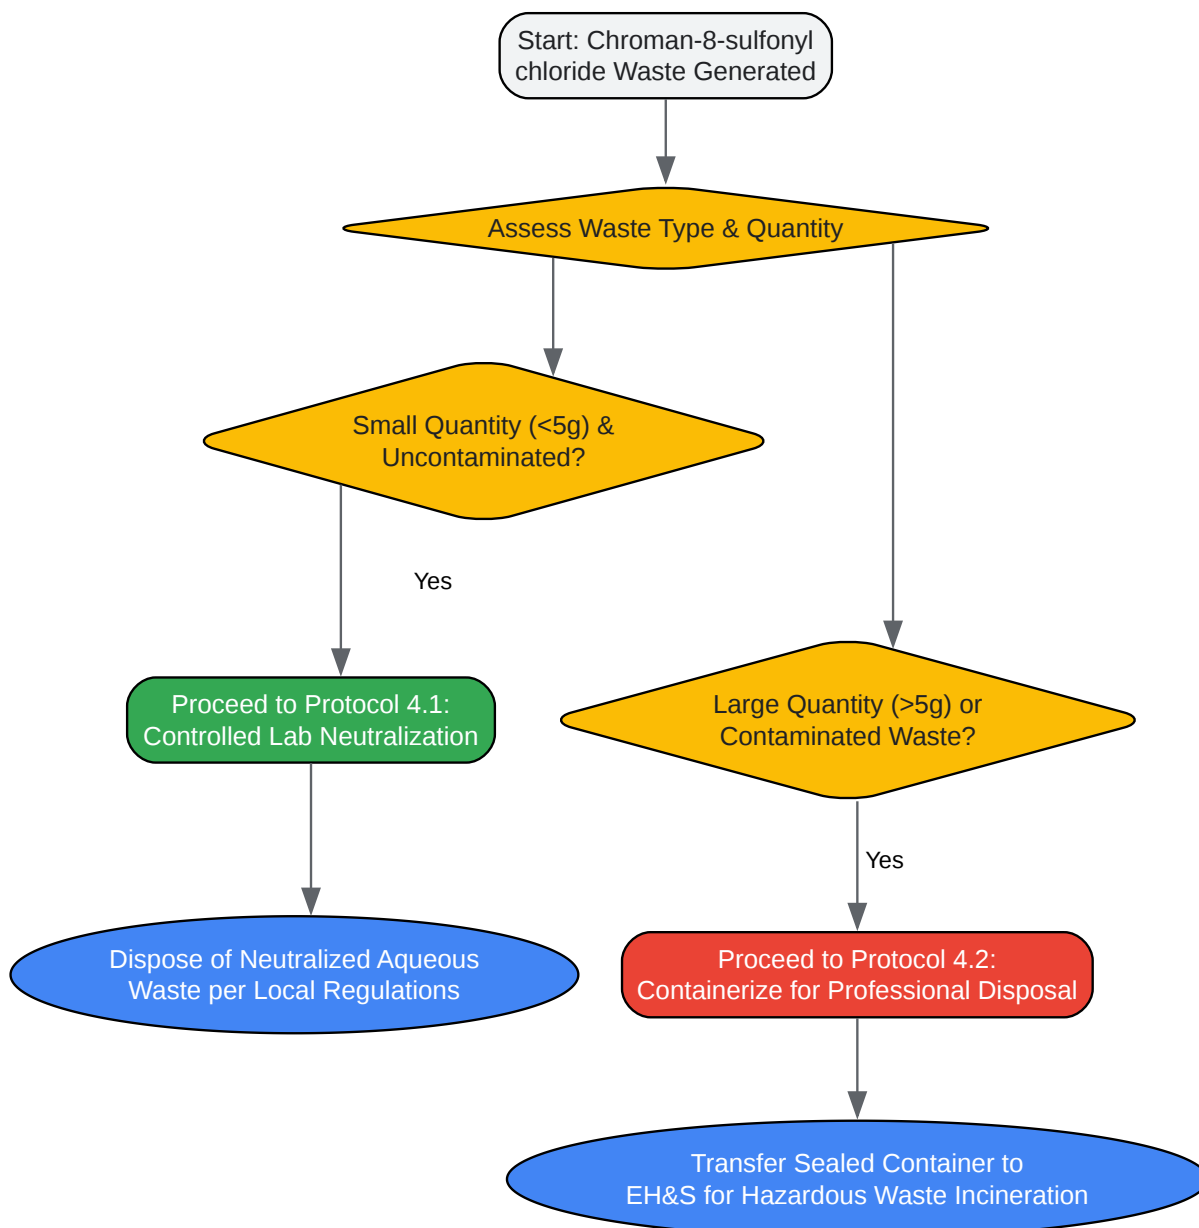 Start: Chroman-8-sulfonyl
chloride Waste Generated
Assess Waste Type & Quantity
Small Quantity (<5g) &
Uncontaminated?
Yes
Proceed to Protocol 4.1:
Controlled Lab Neutralization
Dispose of Neutralized Aqueous
Waste per Local Regulations
Large Quantity (>5g) or
Contaminated Waste?
Yes
Proceed to Protocol 4.2:
Containerize for Professional Disposal
Transfer Sealed Container to
EH&S for Hazardous Waste Incineration